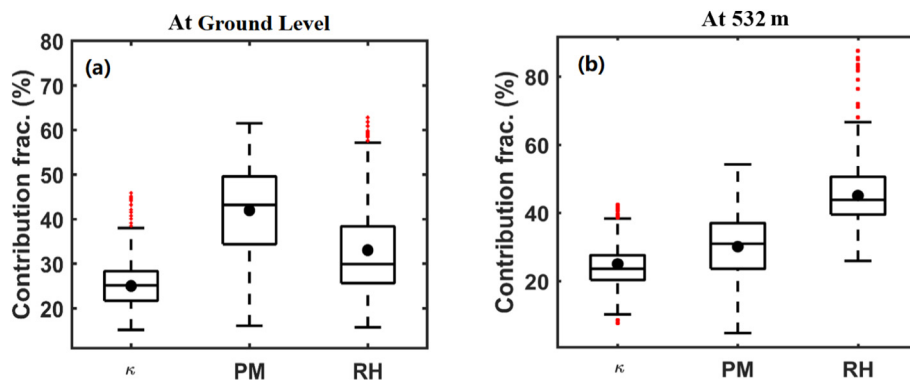 At Ground Level
(a)
Contribution frac. (%)
80
70
60
50
40
30
20
κ PM RH
At 532 m
(b)
Contribution frac. (%)
80
60
40
20
κ PM RH